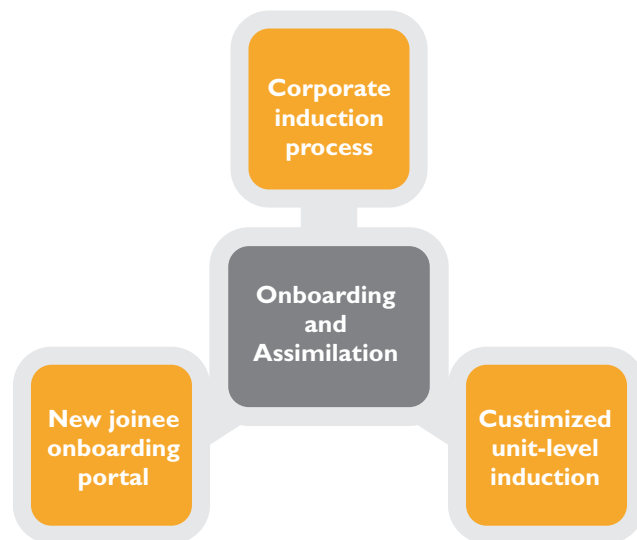 Corporate
induction
process
Onboarding
and
Assimilation
New joinee
onboarding
portal
Custimized
unit-level
induction